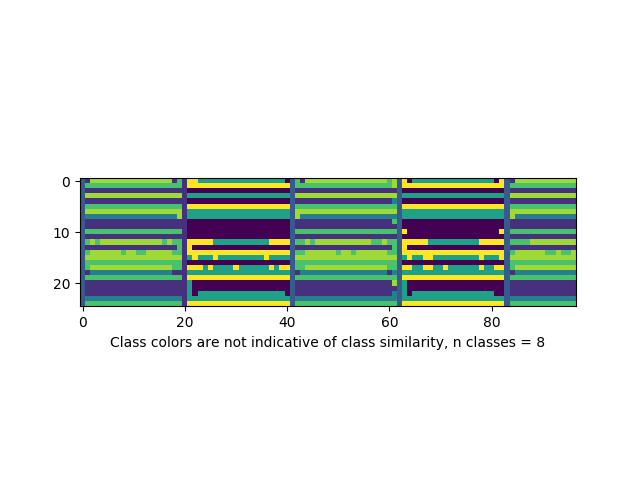 0
10
20
0 20 40 60 80
Class colors are not indicative of class similarity, n classes = 8